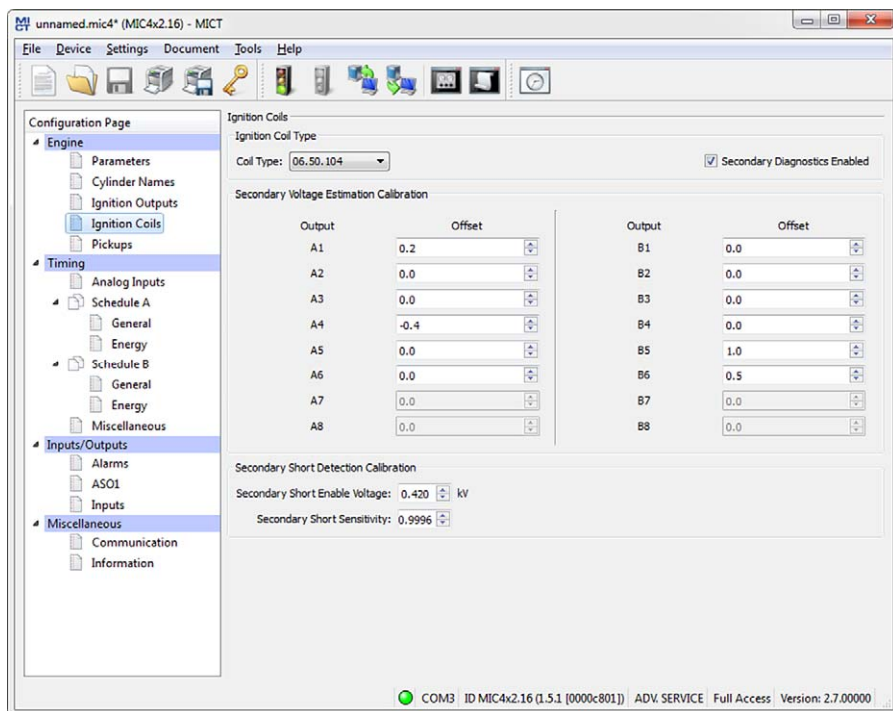 MICT unnamed.mic4* (MIC4x2.16) - MICT
File Device Settings Document Tools Help
Configuration Page
Engine
Parameters
Cylinder Names
Ignition Outputs
Ignition Coils
Pickups
Timing
Analog Inputs
Schedule A
General
Energy
Schedule B
General
Energy
Miscellaneous
Inputs/Outputs
Alarms
ASO1
Inputs
Miscellaneous
Communication
Information
Ignition Coils
Ignition Coil Type
Coil Type: 06.50.104 Secondary Diagnostics Enabled
Secondary Voltage Estimation Calibration
Output Offset Output Offset
A1 0.2 B1 0.0
A2 0.0 B2 0.0
A3 0.0 B3 0.0
A4 -0.4 B4 0.0
A5 0.0 B5 1.0
A6 0.0 B6 0.5
A7 0.0 B7 0.0
A8 0.0 B8 0.0
Secondary Short Detection Calibration
Secondary Short Enable Voltage: 0.420 kV
Secondary Short Sensitivity: 0.9996
COM3 ID MIC4x2.16 (1.5.1 [0000c801]) ADV. SERVICE Full Access Version: 2.7.00000